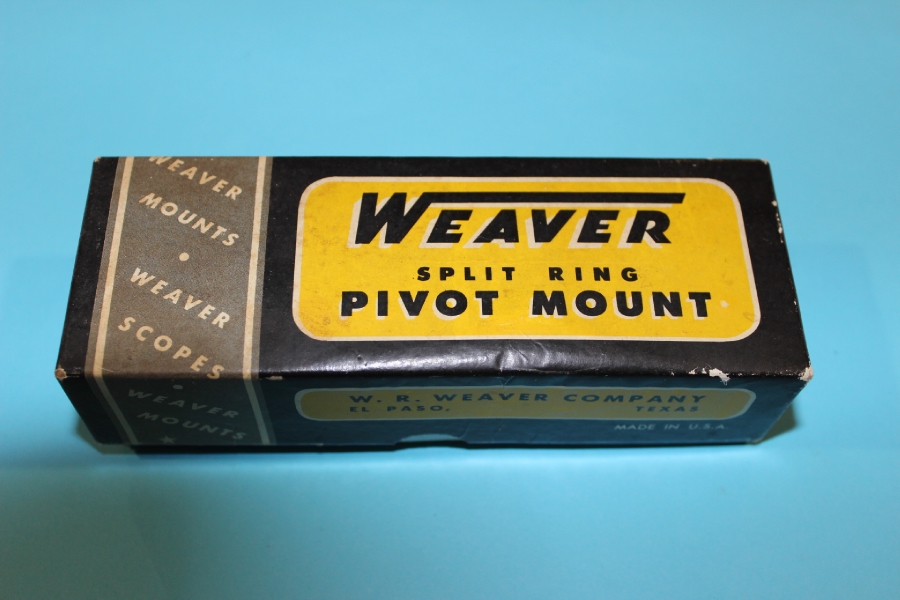 WEAVER
MOUNTS
WEAVER
SCOPES
WEAVER
MOUNTS
WEAVER
SPLIT RING
PIVOT MOUNT
W. R. WEAVER COMPANY
EL PASO, TEXAS
MADE IN U.S.A.